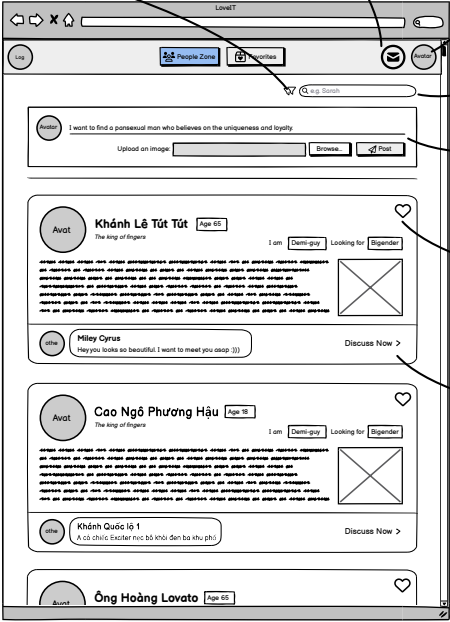 LoveIT
Log
People Zone
Favorites
Avatar
e.g. Sarah
Avatar
I want to find a pansexual man who believes on the uniqueness and loyalty.
Upload an image:
Browse...
Post
Avat
Khánh Lê Tút Tút
Age 65
The king of fingers
I am
Demi-guy
Looking for
Bigender
othe
Miley Cyrus
Hey you looks so beautiful. I want to meet you asap :)))
Discuss Now >
Avat
Cao Ngô Phương Hậu
Age 18
The king of fingers
I am
Demi-guy
Looking for
Bigender
othe
Khánh Quốc lộ 1
A có chiếc Exciter nẹc bô khói đen ba khu phố
Discuss Now >
Avat
Ông Hoàng Lovato
Age 65